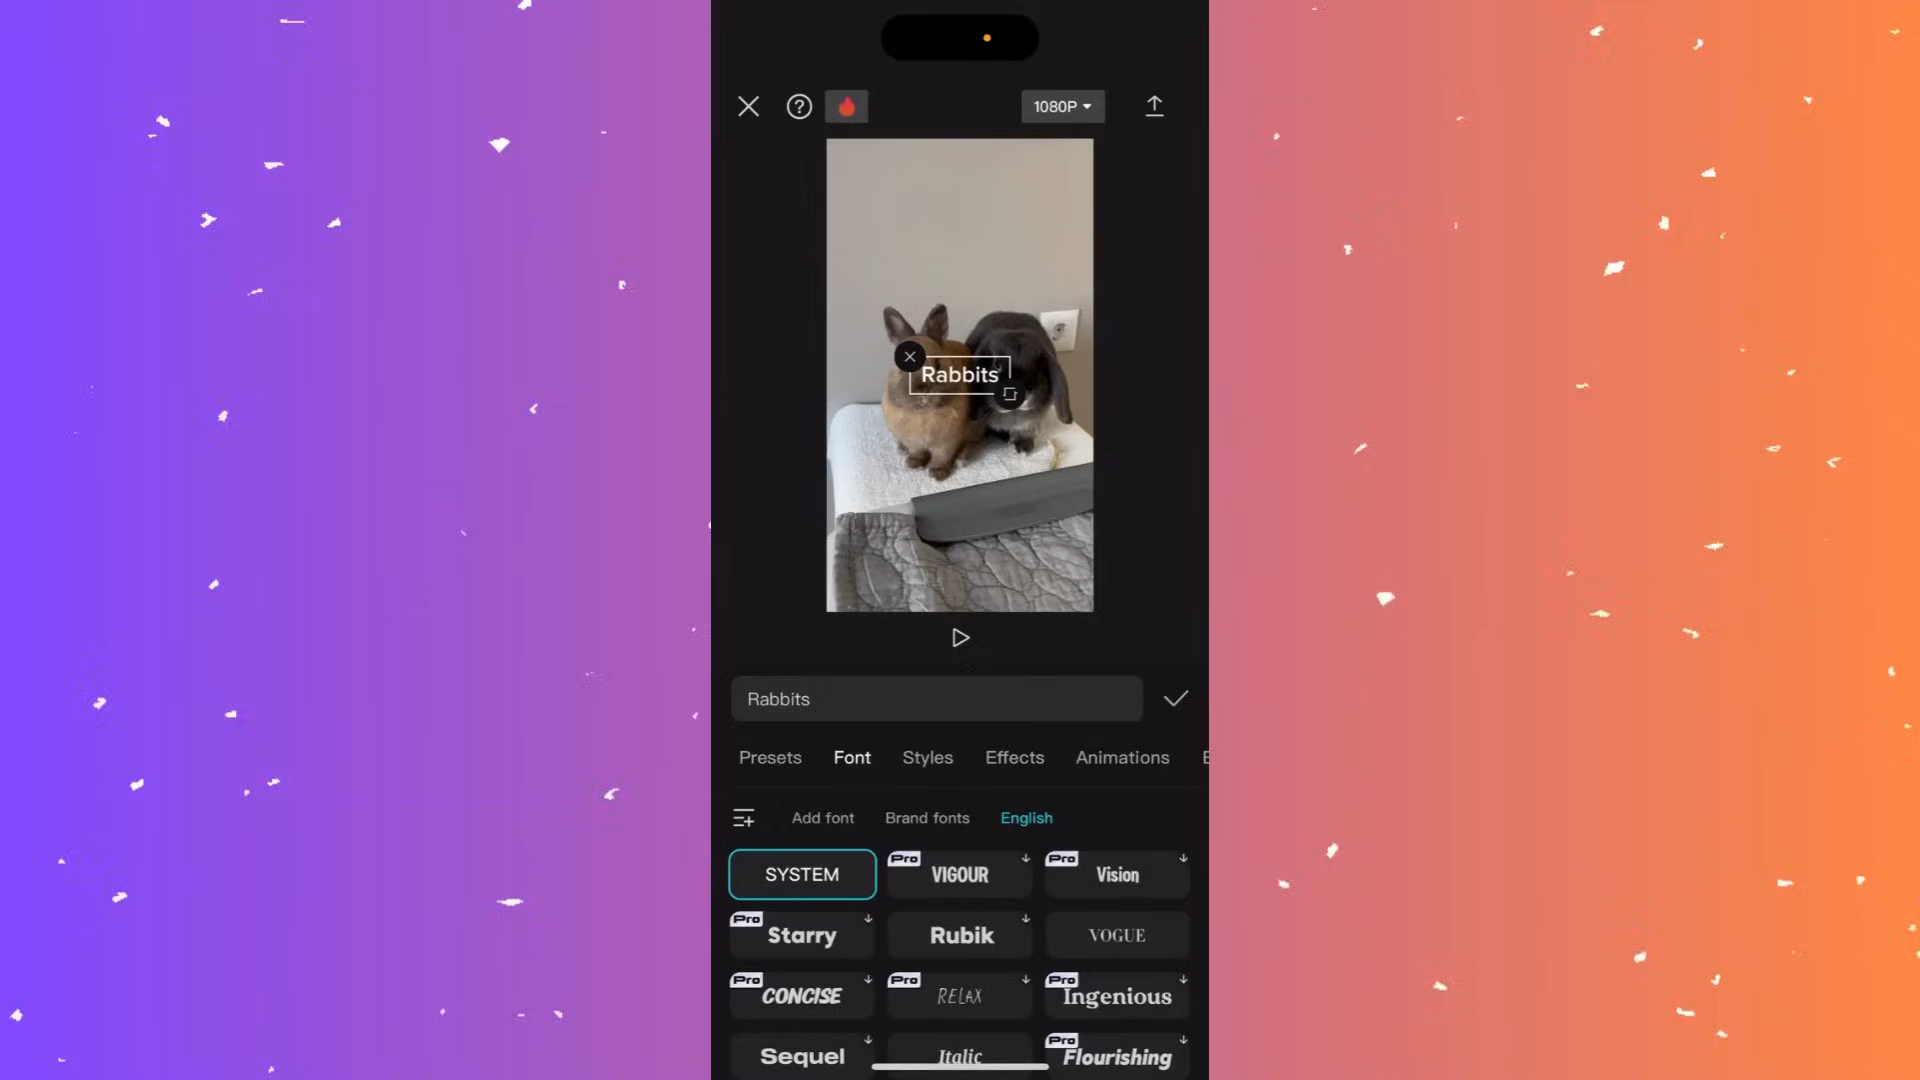 1080P
Rabbits
Rabbits
Presets Font Styles Effects Animations
Add font Brand fonts English
SYSTEM Pro VIGOUR Pro Vision
Pro Starry Rubik VOGUE
Pro CONCISE Pro RELAX Pro Ingenious
Sequel Italic Pro Flourishing